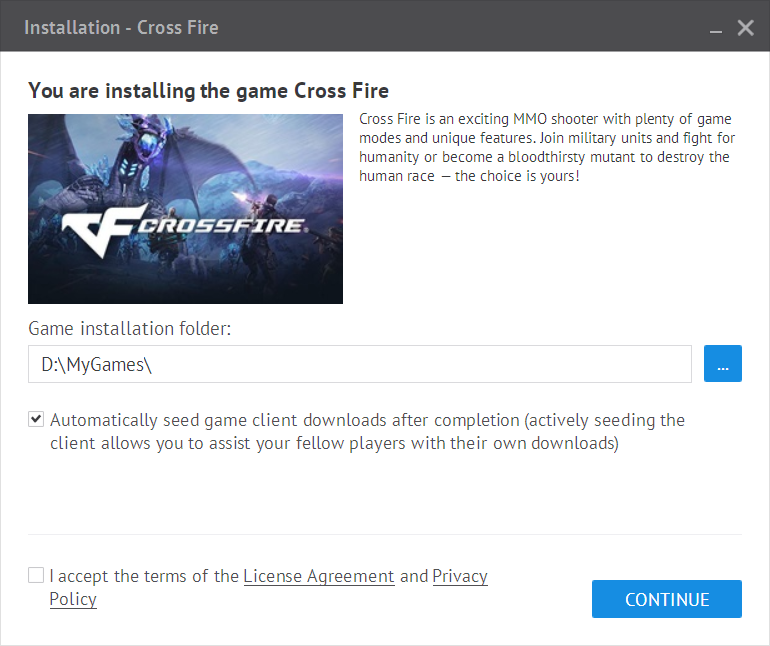 Installation - Cross Fire
You are installing the game Cross Fire
CROSSFIRE®
Cross Fire is an exciting MMO shooter with plenty of game
modes and unique features. Join military units and fight for
humanity or become a bloodthirsty mutant to destroy the
human race — the choice is yours!
Game installation folder:
D:\MyGames\
...
Automatically seed game client downloads after completion (actively seeding the
client allows you to assist your fellow players with their own downloads)
I accept the terms of the License Agreement and Privacy
Policy
CONTINUE